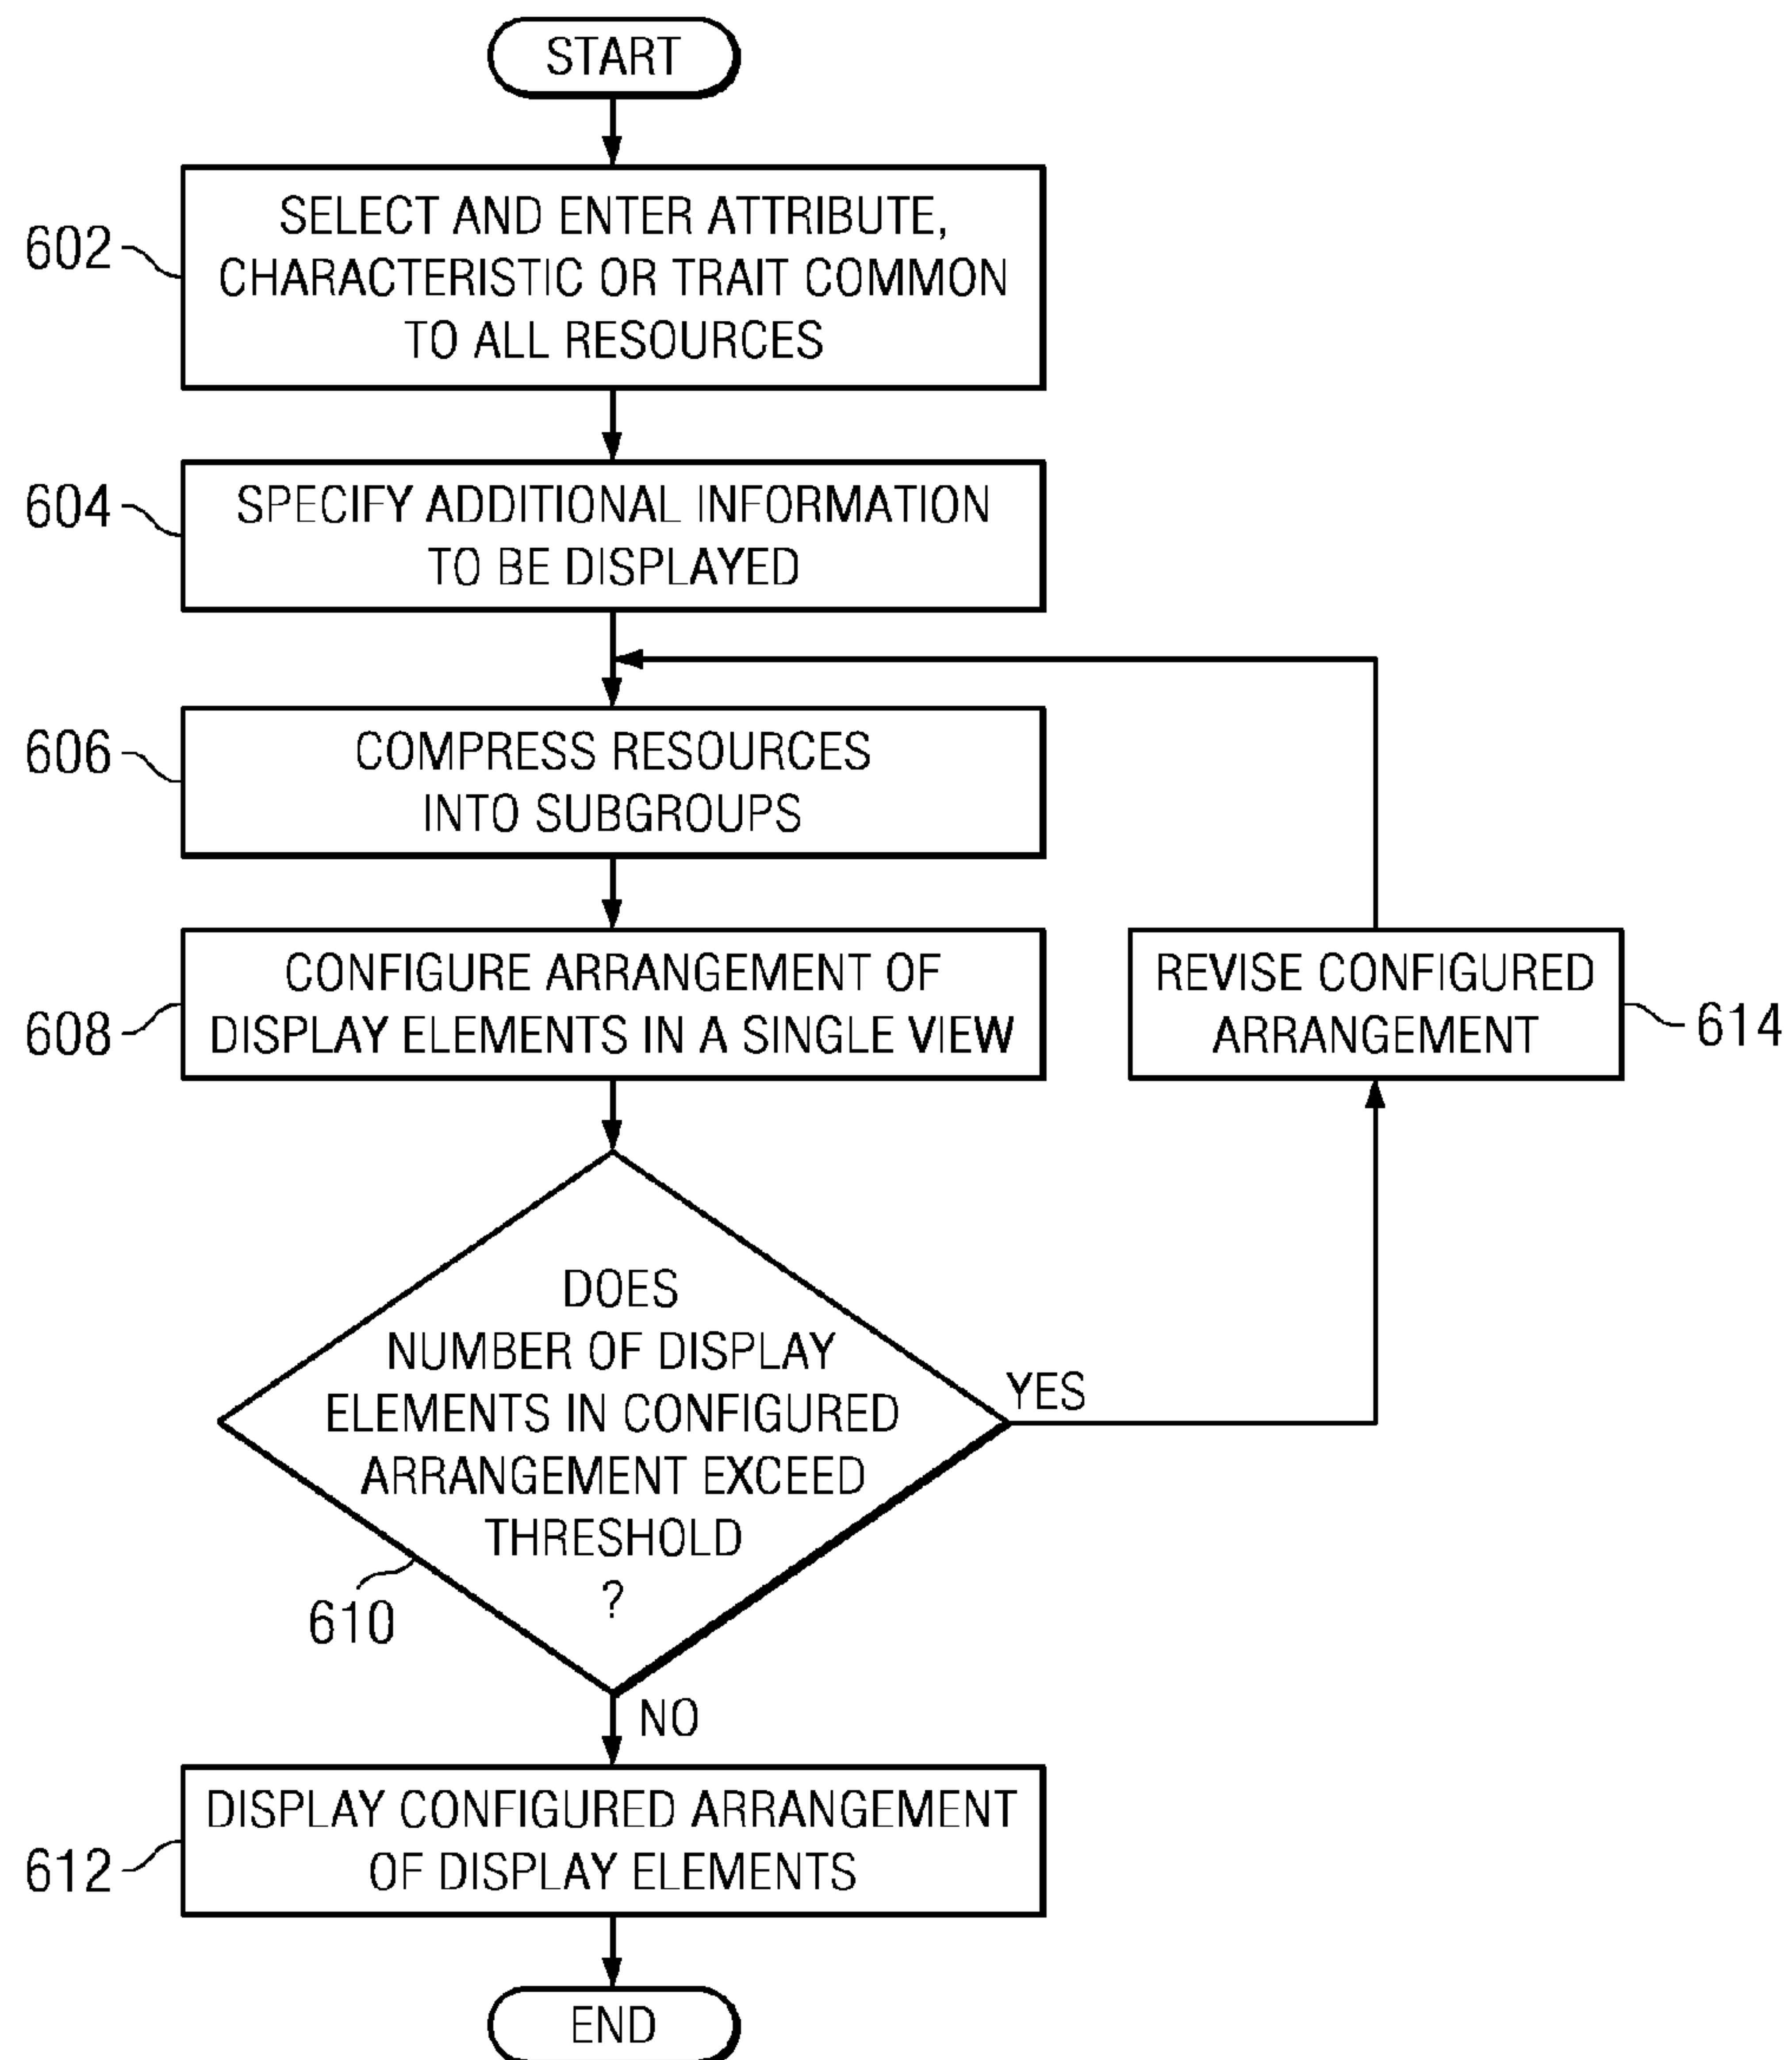 START
602
SELECT AND ENTER ATTRIBUTE,
CHARACTERISTIC OR TRAIT COMMON
TO ALL RESOURCES
604
SPECIFY ADDITIONAL INFORMATION
TO BE DISPLAYED
606
COMPRESS RESOURCES
INTO SUBGROUPS
608
CONFIGURE ARRANGEMENT OF
DISPLAY ELEMENTS IN A SINGLE VIEW
REVISE CONFIGURED
ARRANGEMENT
614
DOES
NUMBER OF DISPLAY
ELEMENTS IN CONFIGURED
ARRANGEMENT EXCEED
THRESHOLD
?
YES
610
NO
612
DISPLAY CONFIGURED ARRANGEMENT
OF DISPLAY ELEMENTS
END